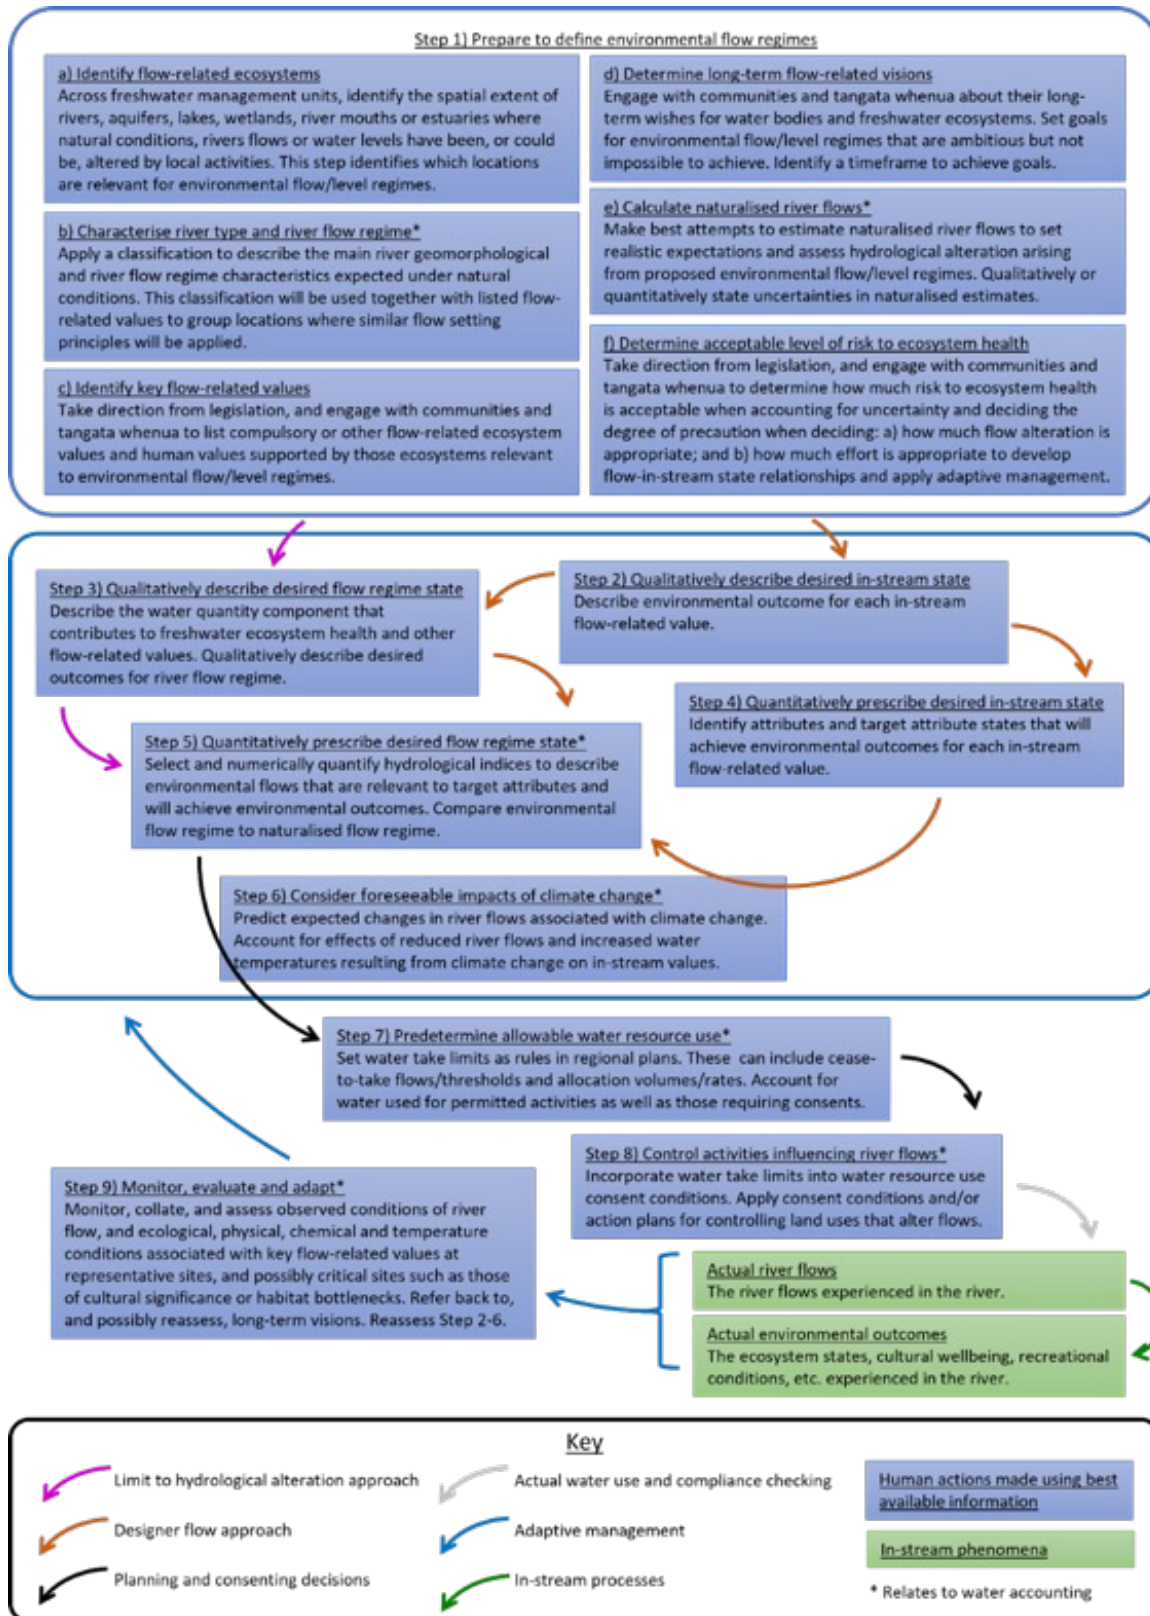 Step 1) Prepare to define environmental flow regimes
a) Identify flow-related ecosystems
Across freshwater management units, identify the spatial extent of
rivers, aquifers, lakes, wetlands, river mouths or estuaries where
natural conditions, rivers flows or water levels have been, or could
be, altered by local activities. This step identifies which locations
are relevant for environmental flow/level regimes.
b) Characterise river type and river flow regime*
Apply a classification to describe the main river geomorphological
and river flow regime characteristics expected under natural
conditions. This classification will be used together with listed flow-
related values to group locations where similar flow setting
principles will be applied.
c) Identify key flow-related values
Take direction from legislation, and engage with communities and
tangata whenua to list compulsory or other flow-related ecosystem
values and human values supported by those ecosystems relevant
to environmental flow/level regimes.
d) Determine long-term flow-related visions
Engage with communities and tangata whenua about their long-
term wishes for water bodies and freshwater ecosystems. Set goals
for environmental flow/level regimes that are ambitious but not
impossible to achieve. Identify a timeframe to achieve goals.
e) Calculate naturalised river flows*
Make best attempts to estimate naturalised river flows to set
realistic expectations and assess hydrological alteration arising
from proposed environmental flow/level regimes. Qualitatively or
quantitatively state uncertainties in naturalised estimates.
f) Determine acceptable level of risk to ecosystem health
Take direction from legislation, and engage with communities and
tangata whenua to determine how much risk to ecosystem health
is acceptable when accounting for uncertainty and deciding the
degree of precaution when deciding: a) how much flow alteration is
appropriate; and b) how much effort is appropriate to develop
flow-in-stream state relationships and apply adaptive management.
Step 2) Qualitatively describe desired in-stream state
Describe environmental outcome for each in-stream
flow-related value.
Step 3) Qualitatively describe desired flow regime state
Describe the water quantity component that
contributes to freshwater ecosystem health and other
flow-related values. Qualitatively describe desired
outcomes for river flow regime.
Step 4) Quantitatively prescribe desired in-stream state
Identify attributes and target attribute states that will
achieve environmental outcomes for each in-stream
flow-related value.
Step 5) Quantitatively prescribe desired flow regime state*
Select and numerically quantify hydrological indices to describe
environmental flows that are relevant to target attributes and
will achieve environmental outcomes. Compare environmental
flow regime to naturalised flow regime.
Step 6) Consider foreseeable impacts of climate change*
Predict expected changes in river flows associated with climate change.
Account for effects of reduced river flows and increased water
temperatures resulting from climate change on in-stream values.
Step 7) Predetermine allowable water resource use*
Set water take limits as rules in regional plans. These can include cease-
to-take flows/thresholds and allocation volumes/rates. Account for
water used for permitted activities as well as those requiring consents.
Step 8) Control activities influencing river flows*
Incorporate water take limits into water resource use
consent conditions. Apply consent conditions and/or
action plans for controlling land uses that alter flows.
Step 9) Monitor, evaluate and adapt*
Monitor, collate, and assess observed conditions of river
flow, and ecological, physical, chemical and temperature
conditions associated with key flow-related values at
representative sites, and possibly critical sites such as those
of cultural significance or habitat bottlenecks. Refer back to,
and possibly reassess, long-term visions. Reassess Step 2-6.
Actual river flows
The river flows experienced in the river.
Actual environmental outcomes
The ecosystem states, cultural wellbeing, recreational
conditions, etc. experienced in the river.
Key
Limit to hydrological alteration approach
Designer flow approach
Planning and consenting decisions
Actual water use and compliance checking
Adaptive management
In-stream processes
Human actions made using best
available information
In-stream phenomena
* Relates to water accounting